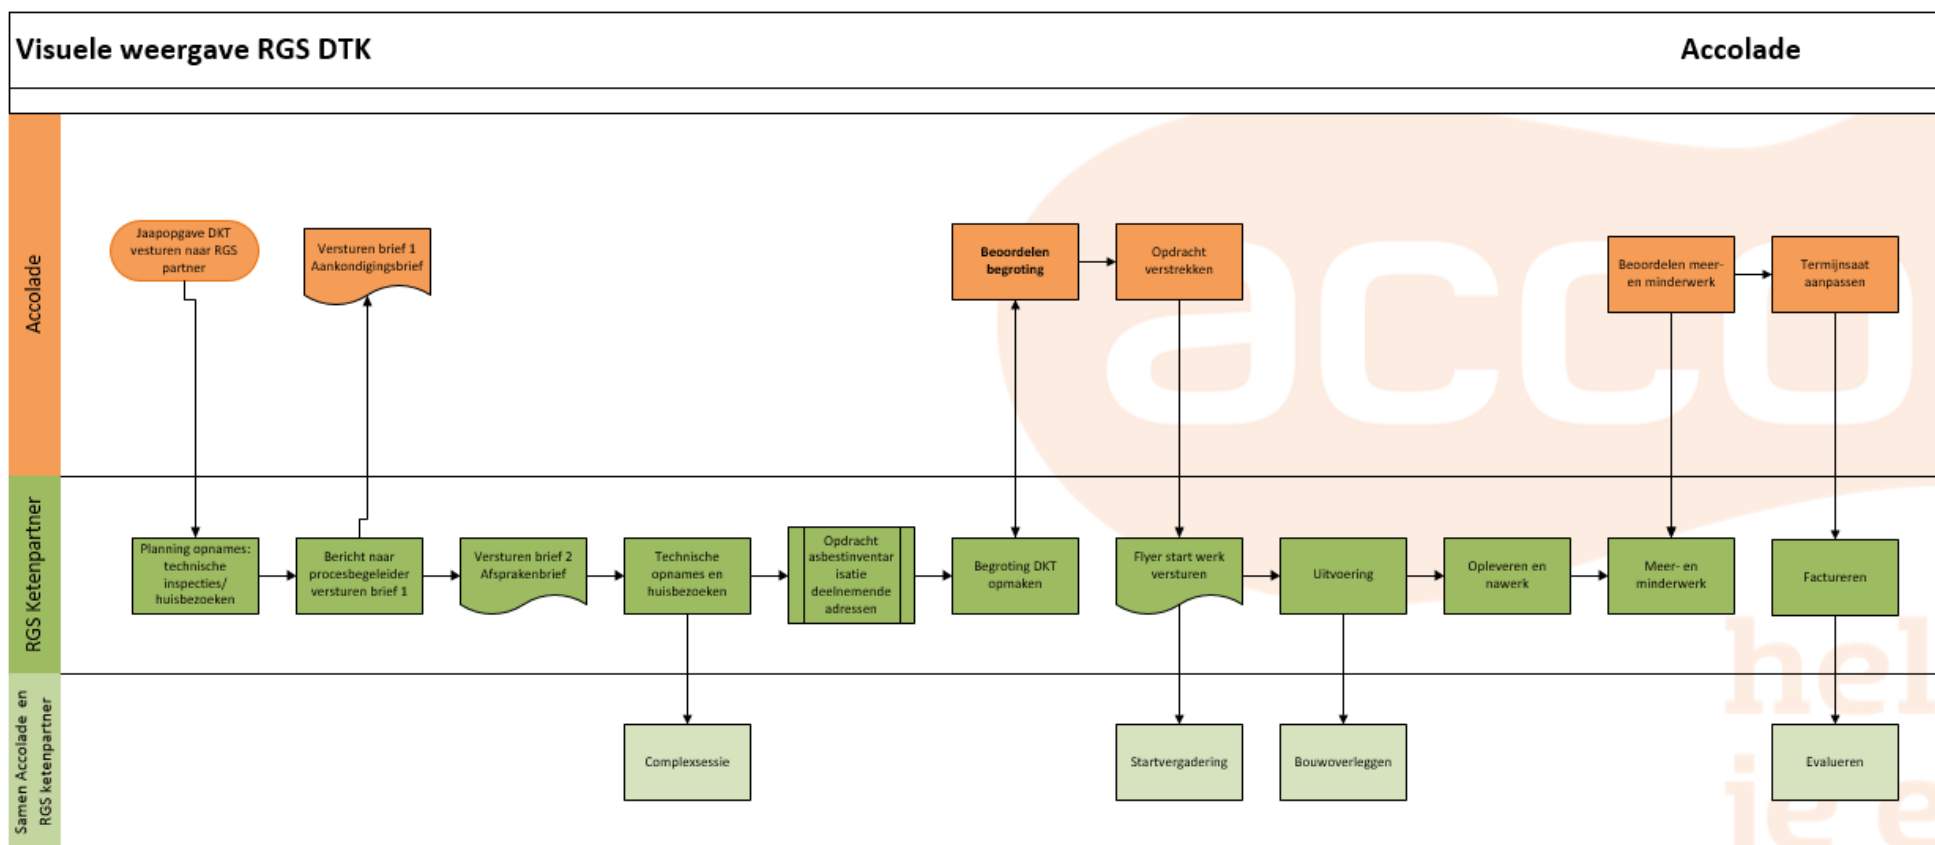 Visuele weergave RGS DTK
Accolade
Accolade
Jaapopgave DKT
vesturen naar RGS
partner
Versturen brief 1
Aankondigingsbrief
Beoordelen
begroting
Opdracht
verstrekken
Beoordelen meer-
en minderwerk
Termijnsaat
aanpassen
acco
RGS Ketenpartner
Planning opnames:
technische
inspecties/
huisbezoeken
Bericht naar
procesbegeleider
versturen brief 1
Versturen brief 2
Afsprakenbrief
Technische
opnames en
huisbezoeken
Opdracht
asbestinventar
isatie
deelnemende
adressen
Begroting DKT
opmaken
Flyer start werk
versturen
Uitvoering
Opleveren en
nawerk
Meer- en
minderwerk
Factureren
Samen Accolade en
RGS ketenpartner
Complexsessie
Startvergadering
Bouwoverleggen
Evalueren
hel
ie e